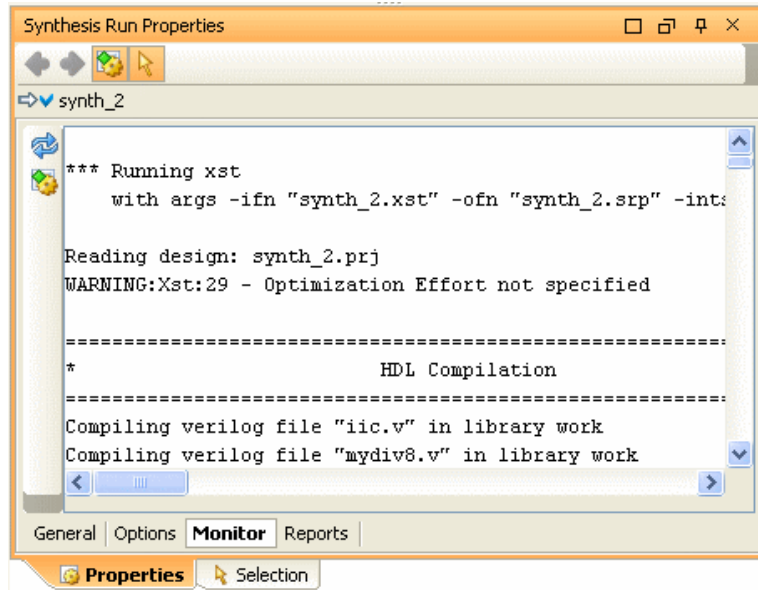 Synthesis Run Properties
synth_2
*** Running xst
with args -ifn "synth_2.xst" -ofn "synth_2.srp"
Reading design: synth_2.prj
WARNING:Xst:29 - Optimization Effort not specified
=========================================================
* HDL Compilation
=========================================================
Compiling verilog file "iic.v" in library work
Compiling verilog file "mydiv8.v" in library work
General Options Monitor Reports
Properties Selection